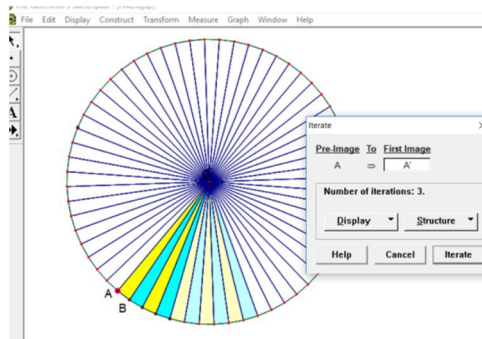 File Edit Display Construct Transform Measure Graph Window Help
A
Iterate
Pre-Image To First Image
A ⇒ A'
Number of iterations: 3.
Display Structure
Help Cancel Iterate
A
B